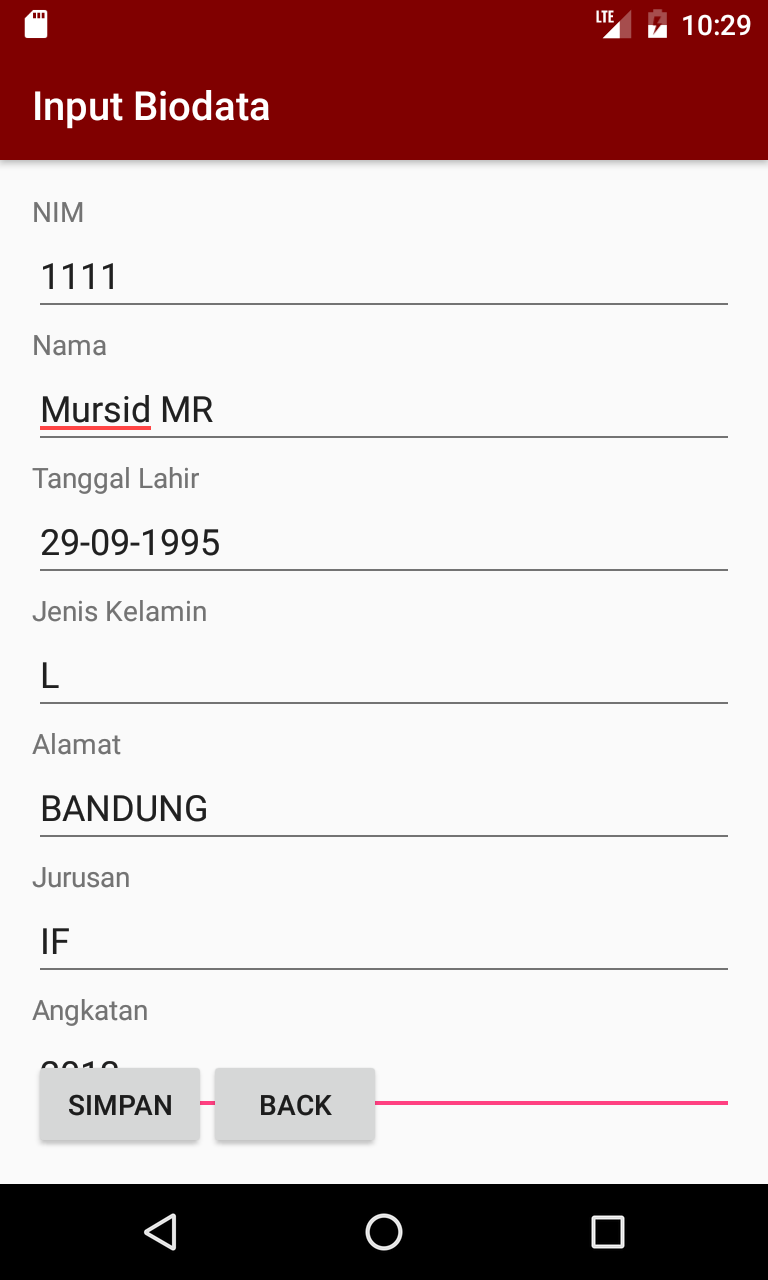 LTE 10:29
Input Biodata
NIM
1111
Nama
Mursid MR
Tanggal Lahir
29-09-1995
Jenis Kelamin
L
Alamat
BANDUNG
Jurusan
IF
Angkatan
SIMPAN BACK